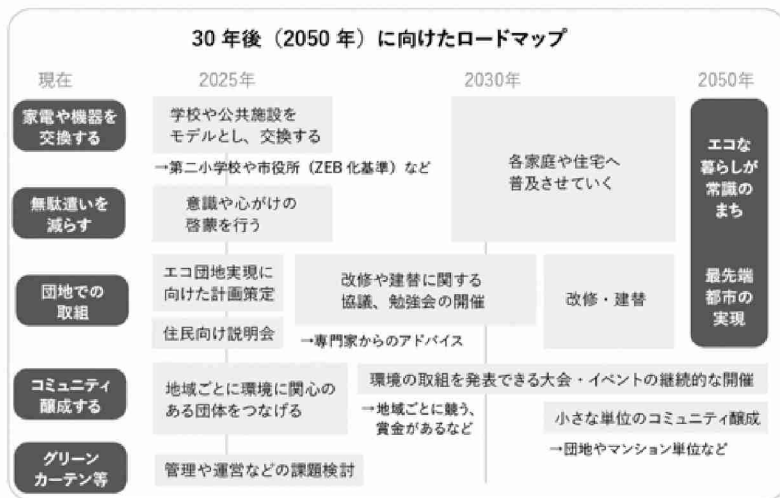 30年後（2050年）に向けたロードマップ
現在
2025年
2030年
2050年
家電や機器を
交換する
学校や公共施設を
モデルとし、交換する
→第二小学校や市役所（ZEB化基準）など
各家庭や住宅へ
普及させていく
エコな
暮らしが
常識の
まち
最先端
都市の
実現
無駄遣いを
減らす
意識や心がけの
啓蒙を行う
団地での
取組
エコ団地実現に
向けた計画策定
住民向け説明会
改修や建替に関する
協議、勉強会の開催
→専門家からのアドバイス
改修・建替
コミュニティ
醸成する
地域ごとに環境に関心の
ある団体をつなげる
環境の取組を発表できる大会・イベントの継続的な開催
→地域ごとに競う、
賞金があるなど
小さな単位のコミュニティ醸成
→団地やマンション単位など
グリーン
カーテン等
管理や運営などの課題検討